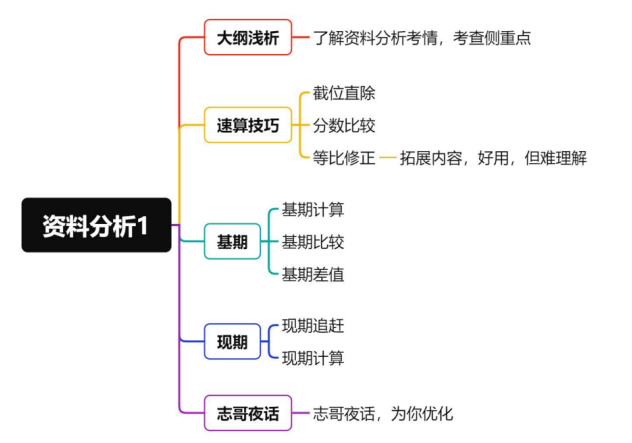 资料分析1
大纲浅析
了解资料分析考情，考查侧重点
速算技巧
截位直除
分数比较
等比修正
拓展内容，好用，但难理解
基期
基期计算
基期比较
基期差值
现期
现期追赶
现期计算
志哥夜话
志哥夜话，为你优化